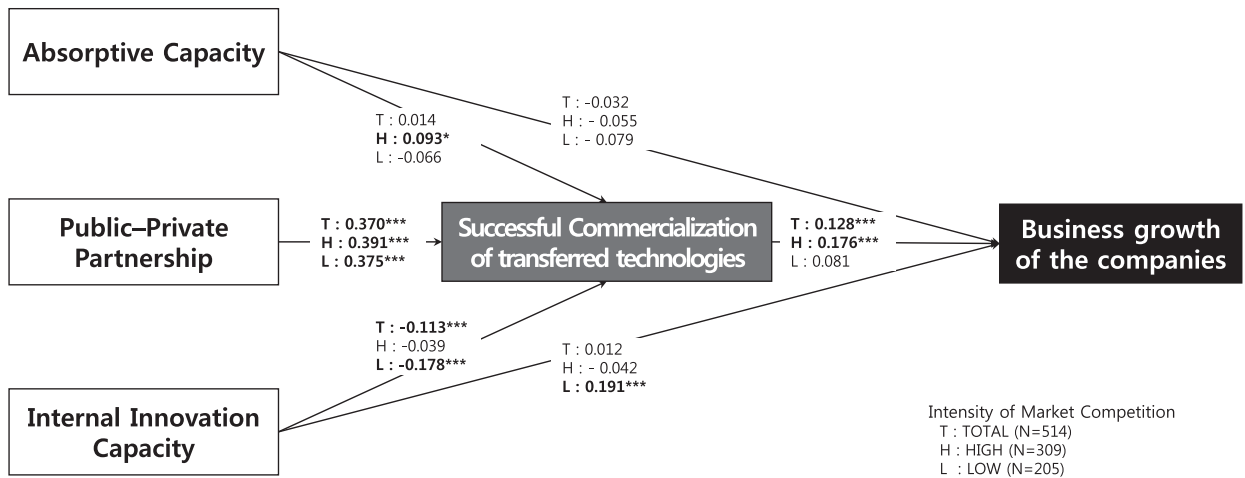 Absorptive Capacity
T : 0.014
H : 0.093*
L : -0.066
T : -0.032
H : - 0.055
L : - 0.079
Public–Private
Partnership
T : 0.370***
H : 0.391***
L : 0.375***
Successful Commercialization
of transferred technologies
T : 0.128***
H : 0.176***
L : 0.081
Business growth
of the companies
T : -0.113***
H : -0.039
L : -0.178***
T : 0.012
H : - 0.042
L : 0.191***
Internal Innovation
Capacity
Intensity of Market Competition
T : TOTAL (N=514)
H : HIGH (N=309)
L : LOW (N=205)